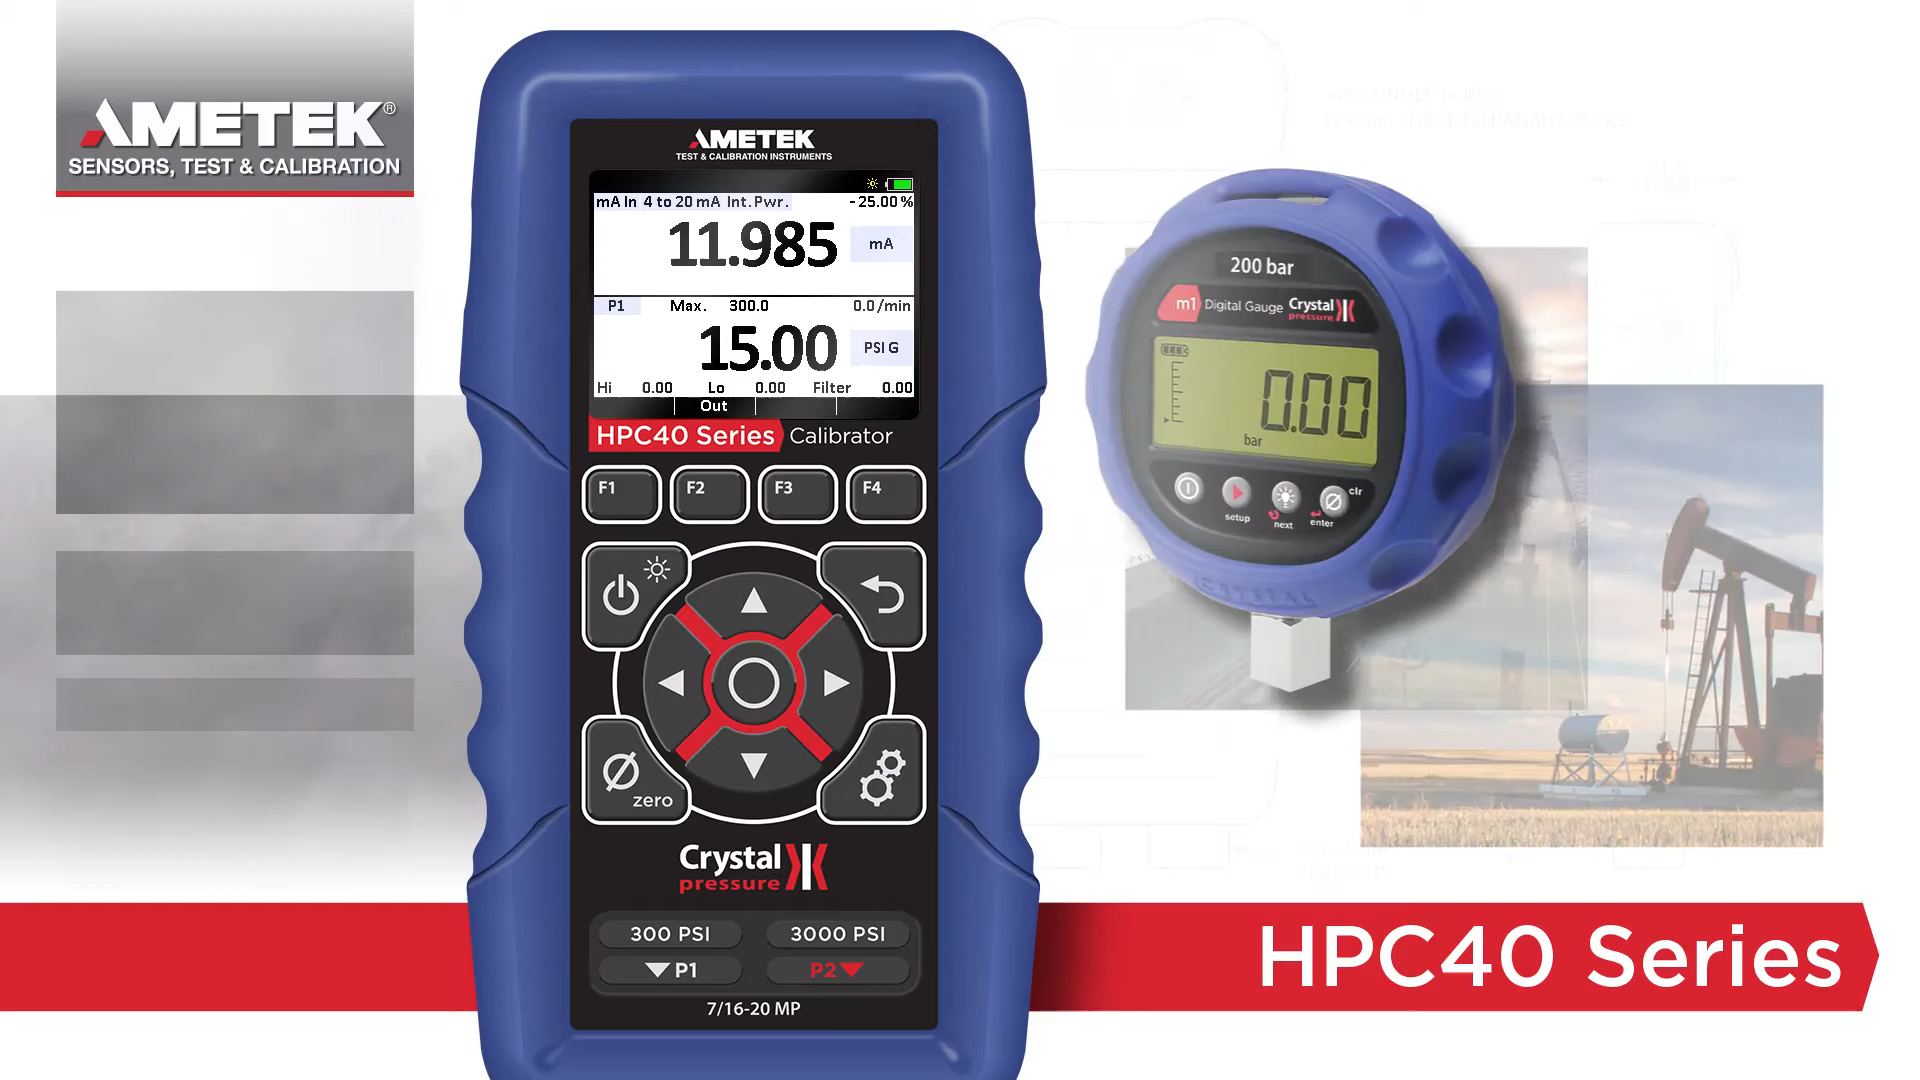 AMETEK®
SENSORS, TEST & CALIBRATION
AMETEK
TEST & CALIBRATION INSTRUMENTS
mA In 4 to 20 mA Int.Pwr. -25.00 %
11.985 mA
P1 Max. 300.0 0.0/min
15.00 PSI G
Hi 0.00 Lo 0.00 Filter 0.00
Out
HPC40 Series Calibrator
F1 F2 F3 F4
zero
Crystal
pressure
300 PSI 3000 PSI
P1 P2
7/16-20 MP
200 bar
m1 Digital Gauge Crystal
pressure
0.00
bar
clr
setup next enter
CRYSTAL
HPC40 Series